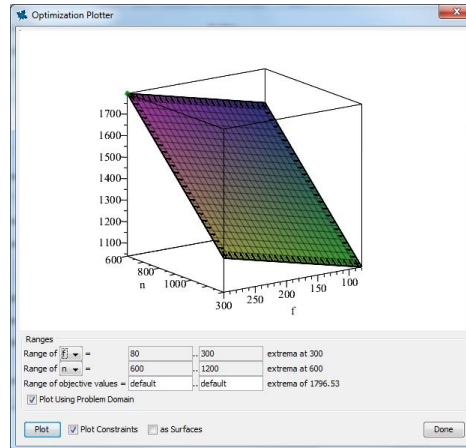 Optimization Plotter
1700
1600
1500
1400
1300
1200
1100
600
800
1000
n
300
250
200
150
100
f
Ranges
Range of f = 80 .. 300 extrema at 300
Range of n = 600 .. 1200 extrema at 600
Range of objective values = default .. default extrema of 1796.53
Plot Using Problem Domain
Plot Plot Constraints as Surfaces Done